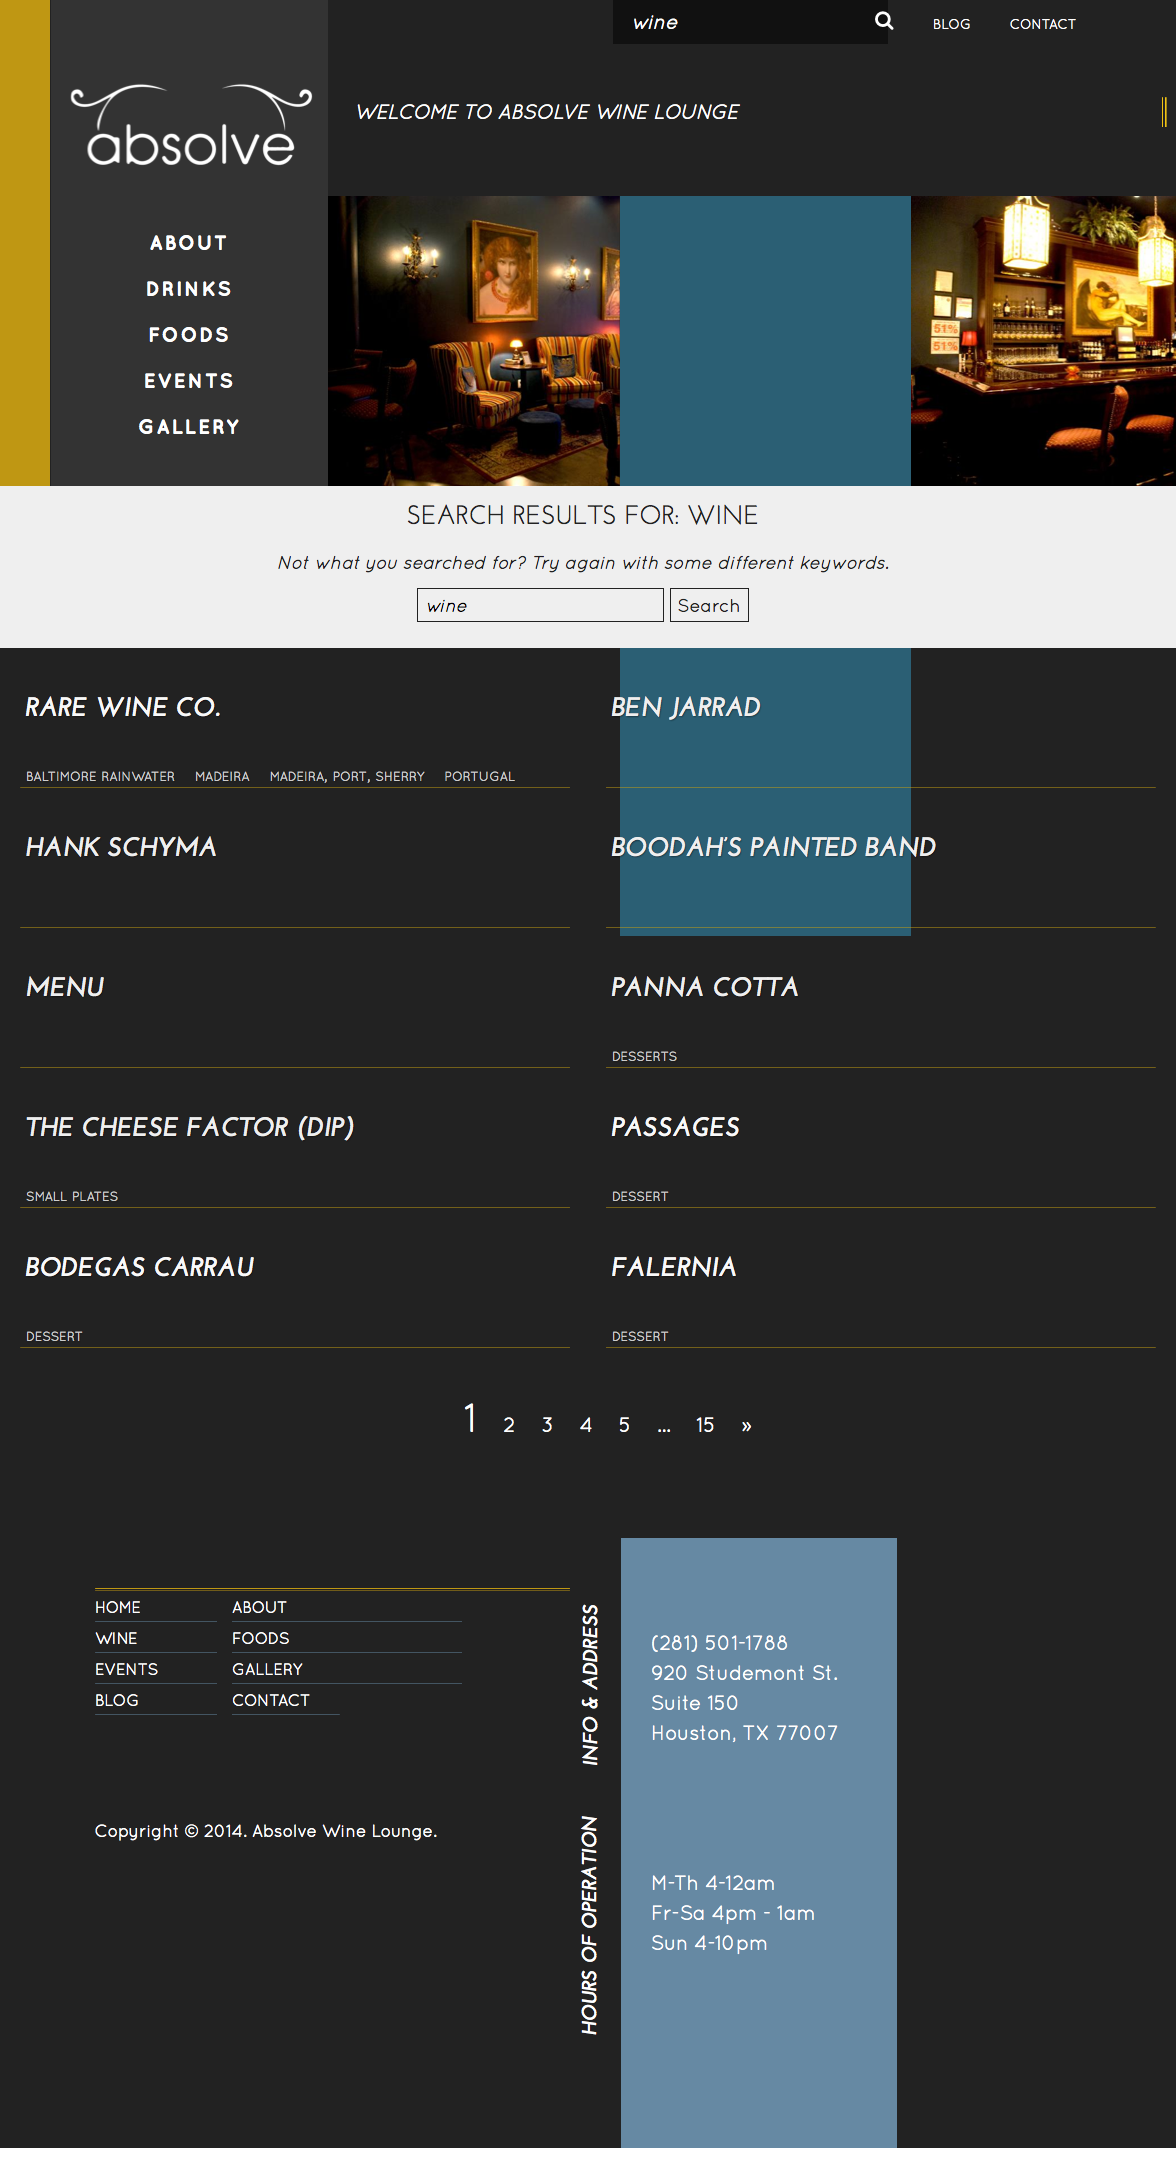 wine
BLOG
CONTACT
absolve
WELCOME TO ABSOLVE WINE LOUNGE
ABOUT
DRINKS
FOODS
EVENTS
GALLERY
51%
51%
SEARCH RESULTS FOR: WINE
Not what you searched for? Try again with some different keywords.
wine
Search
RARE WINE CO.
BALTIMORE RAINWATER MADEIRA MADEIRA, PORT, SHERRY PORTUGAL
BEN JARRAD
HANK SCHYMA
BOODAH'S PAINTED BAND
MENU
PANNA COTTA
DESSERTS
THE CHEESE FACTOR (DIP)
SMALL PLATES
PASSAGES
DESSERT
BODEGAS CARRAU
DESSERT
FALERNIA
DESSERT
1 2 3 4 5 ... 15 »
HOME
ABOUT
WINE
FOODS
EVENTS
GALLERY
BLOG
CONTACT
Copyright © 2014. Absolve Wine Lounge.
INFO & ADDRESS
(281) 501-1788
920 Studemont St.
Suite 150
Houston, TX 77007
HOURS OF OPERATION
M-Th 4-12am
Fr-Sa 4pm - 1am
Sun 4-10pm